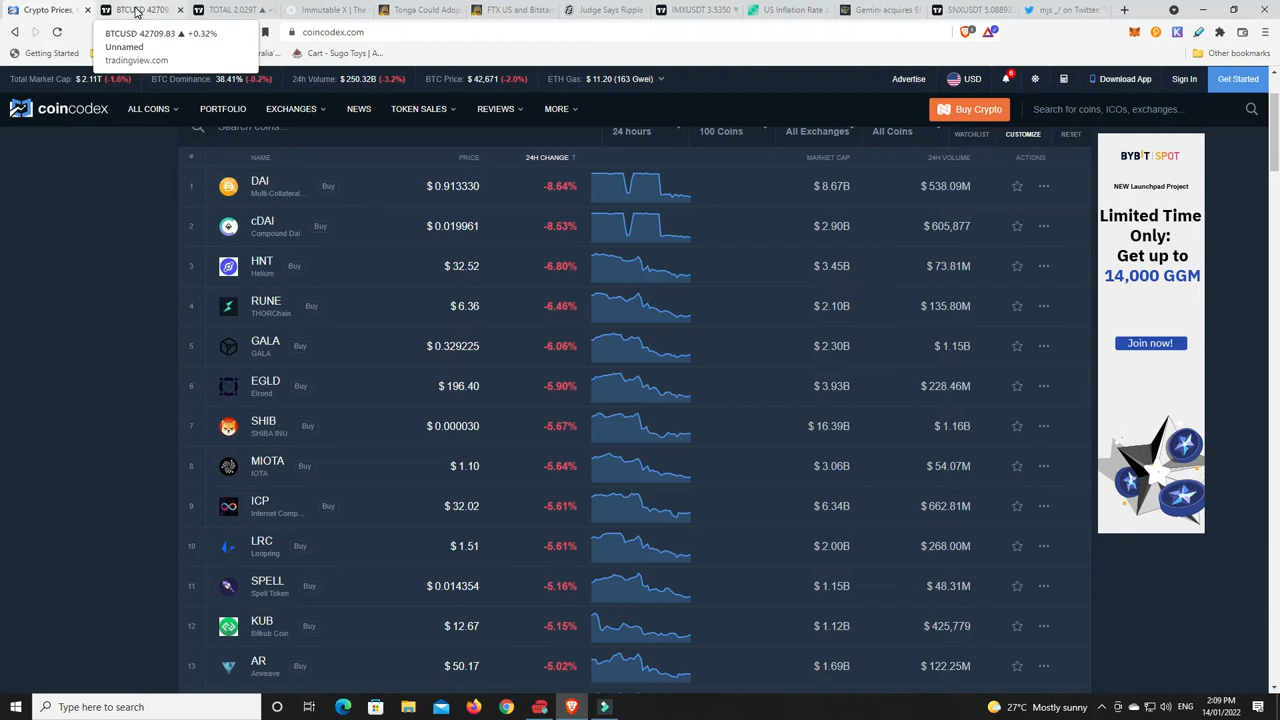 Crypto Prices,
BTCUSD 42709.
TOTAL 2.029T
Immutable X | The
Tonga Could Adop
FTX US and Bitstam
Judge Says Ripple
IMXUSDT 3.5350
US Inflation Rate J
Gemini acquires B
SNXUSDT 5.0889
mjs _/ on Twitter
BTCUSD 42709.83 ▲ +0.32%
Unnamed
tradingview.com
coincodex.com
Getting Started
Cart - Sugo Toys | A...
Other bookmarks
Total Market Cap: $ 2.11T (-1.6%)
BTC Dominance: 38.41% (-0.2%)
24h Volume: $ 250.32B (-3.2%)
BTC Price: $ 42,671 (-2.0%)
ETH Gas: $ 11.20 (163 Gwei)
Advertise
USD
6
Download App
Sign In
Get Started
coincodex
ALL COINS
PORTFOLIO
EXCHANGES
NEWS
TOKEN SALES
REVIEWS
MORE
Buy Crypto
Search for coins, ICOs, exchanges...
Search coins...
24 hours
100 Coins
All Exchanges
All Coins
WATCHLIST
CUSTOMIZE
RESET
# NAME PRICE 24H CHANGE ↑ MARKET CAP 24H VOLUME ACTIONS
1 DAI Buy $ 0.913330 -8.64% $ 8.67B $ 538.09M
Multi-Collateral...
2 cDAI Buy $ 0.019961 -8.53% $ 2.90B $ 605,877
Compound Dai
3 HNT Buy $ 32.52 -6.80% $ 3.45B $ 73.81M
Helium
4 RUNE Buy $ 6.36 -6.46% $ 2.10B $ 135.80M
THORChain
5 GALA Buy $ 0.329225 -6.06% $ 2.30B $ 1.15B
GALA
6 EGLD Buy $ 196.40 -5.90% $ 3.93B $ 228.46M
Elrond
7 SHIB Buy $ 0.000030 -5.67% $ 16.39B $ 1.16B
SHIBA INU
8 MIOTA Buy $ 1.10 -5.64% $ 3.06B $ 54.07M
IOTA
9 ICP Buy $ 32.02 -5.61% $ 6.34B $ 662.81M
Internet Comp...
10 LRC Buy $ 1.51 -5.61% $ 2.00B $ 268.00M
Loopring
11 SPELL Buy $ 0.014354 -5.16% $ 1.15B $ 48.31M
Spell Token
12 KUB Buy $ 12.67 -5.15% $ 1.12B $ 425,779
Bitkub Coin
13 AR Buy $ 50.17 -5.02% $ 1.69B $ 122.25M
Arweave
BYBIT | SPOT
NEW Launchpad Project
Limited Time
Only:
Get up to
14,000 GGM
Join now!
Type here to search
27°C Mostly sunny
2:09 PM
14/01/2022